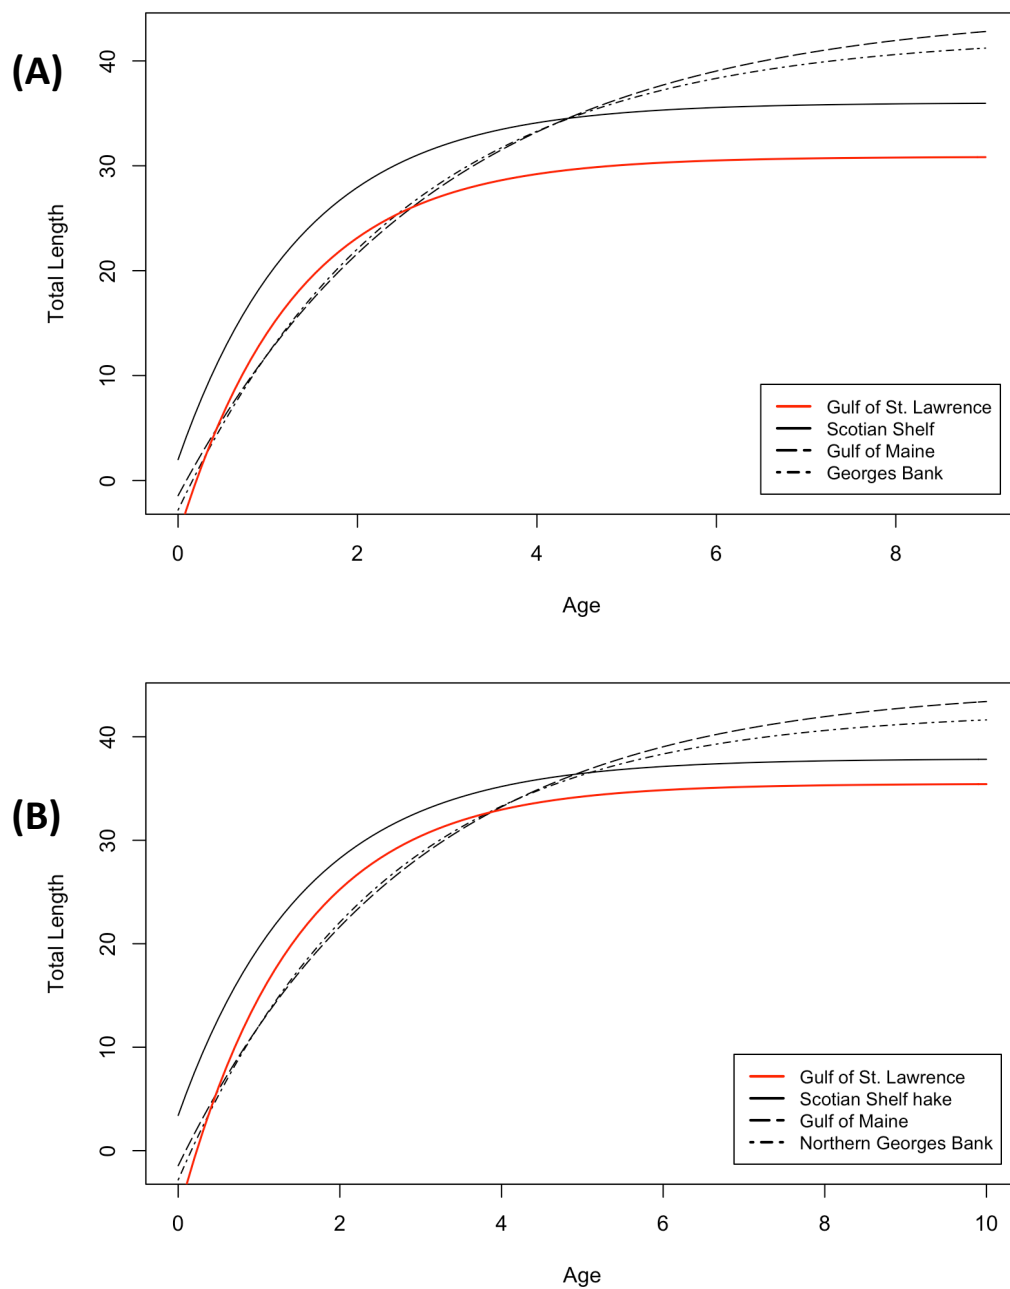 (A)
Total Length
40
30
20
10
0
Gulf of St. Lawrence
Scotian Shelf
Gulf of Maine
Georges Bank
0 2 4 6 8
Age
(B)
Total Length
40
30
20
10
0
Gulf of St. Lawrence
Scotian Shelf hake
Gulf of Maine
Northern Georges Bank
0 2 4 6 8 10
Age